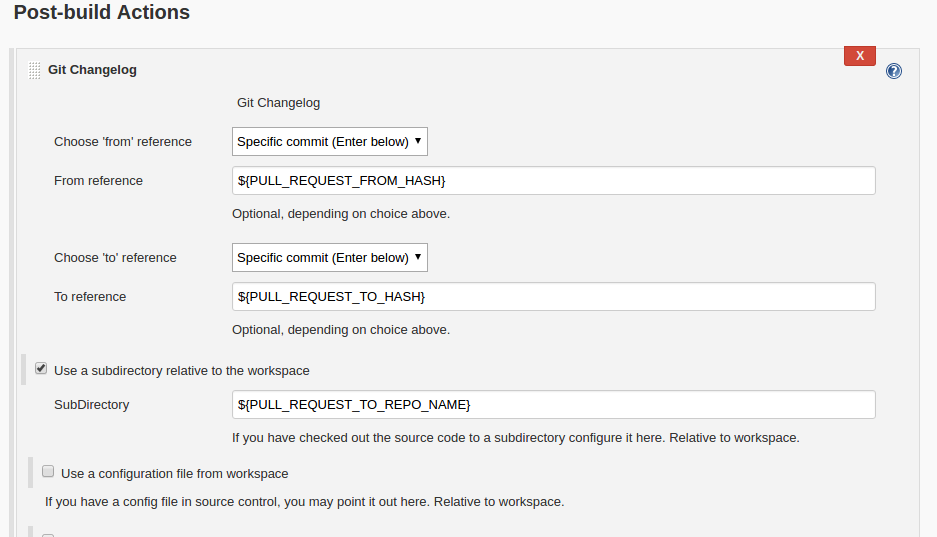 Post-build Actions
Git Changelog
X
?
Git Changelog
Choose 'from' reference
Specific commit (Enter below)
From reference
${PULL_REQUEST_FROM_HASH}
Optional, depending on choice above.
Choose 'to' reference
Specific commit (Enter below)
To reference
${PULL_REQUEST_TO_HASH}
Optional, depending on choice above.
Use a subdirectory relative to the workspace
SubDirectory
${PULL_REQUEST_TO_REPO_NAME}
If you have checked out the source code to a subdirectory configure it here. Relative to workspace.
Use a configuration file from workspace
If you have a config file in source control, you may point it out here. Relative to workspace.